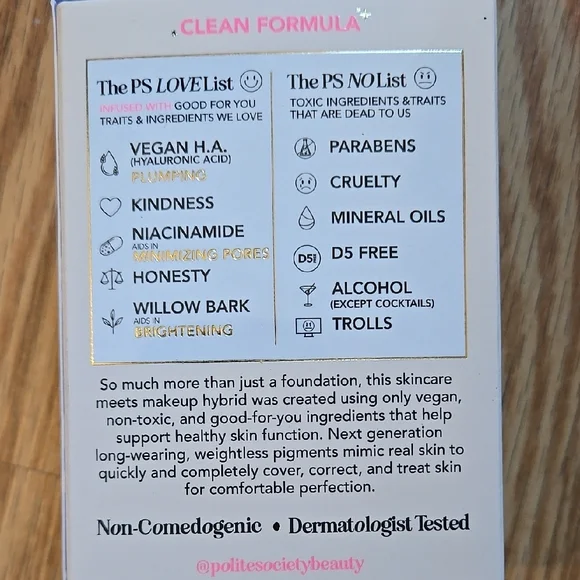 CLEAN FORMULA
The PS LOVE List
INFUSED WITH GOOD FOR YOU
TRAITS & INGREDIENTS WE LOVE
VEGAN H.A.
(HYALURONIC ACID)
PLUMPING
KINDNESS
NIACINAMIDE
AIDS IN
MINIMIZING PORES
HONESTY
WILLOW BARK
AIDS IN
BRIGHTENING
The PS NO List
TOXIC INGREDIENTS &TRAITS
THAT ARE DEAD TO US
PARABENS
CRUELTY
MINERAL OILS
D5 FREE
ALCOHOL
(EXCEPT COCKTAILS)
TROLLS
So much more than just a foundation, this skincare
meets makeup hybrid was created using only vegan,
non-toxic, and good-for-you ingredients that help
support healthy skin function. Next generation
long-wearing, weightless pigments mimic real skin to
quickly and completely cover, correct, and treat skin
for comfortable perfection.
Non-Comedogenic • Dermatologist Tested
@politesocietybeauty